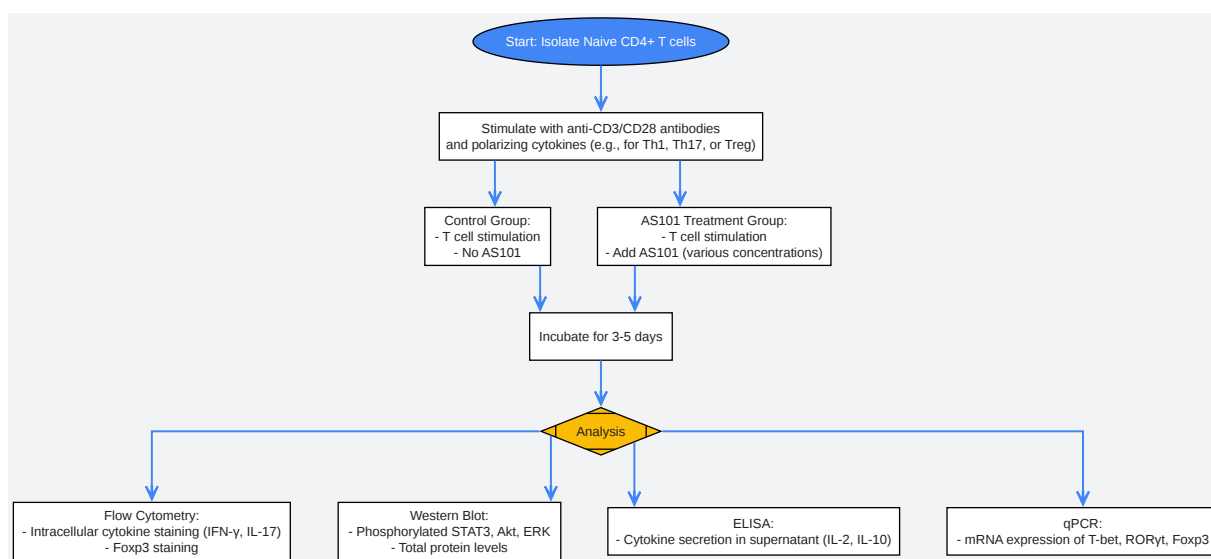 Start: Isolate Naive CD4+ T cells
Stimulate with anti-CD3/CD28 antibodies
and polarizing cytokines (e.g., for Th1, Th17, or Treg)
Control Group:
- T cell stimulation
- No AS101
AS101 Treatment Group:
- T cell stimulation
- Add AS101 (various concentrations)
Incubate for 3-5 days
Analysis
Flow Cytometry:
- Intracellular cytokine staining (IFN-γ, IL-17)
- Foxp3 staining
Western Blot:
- Phosphorylated STAT3, Akt, ERK
- Total protein levels
ELISA:
- Cytokine secretion in supernatant (IL-2, IL-10)
qPCR:
- mRNA expression of T-bet, RORγt, Foxp3